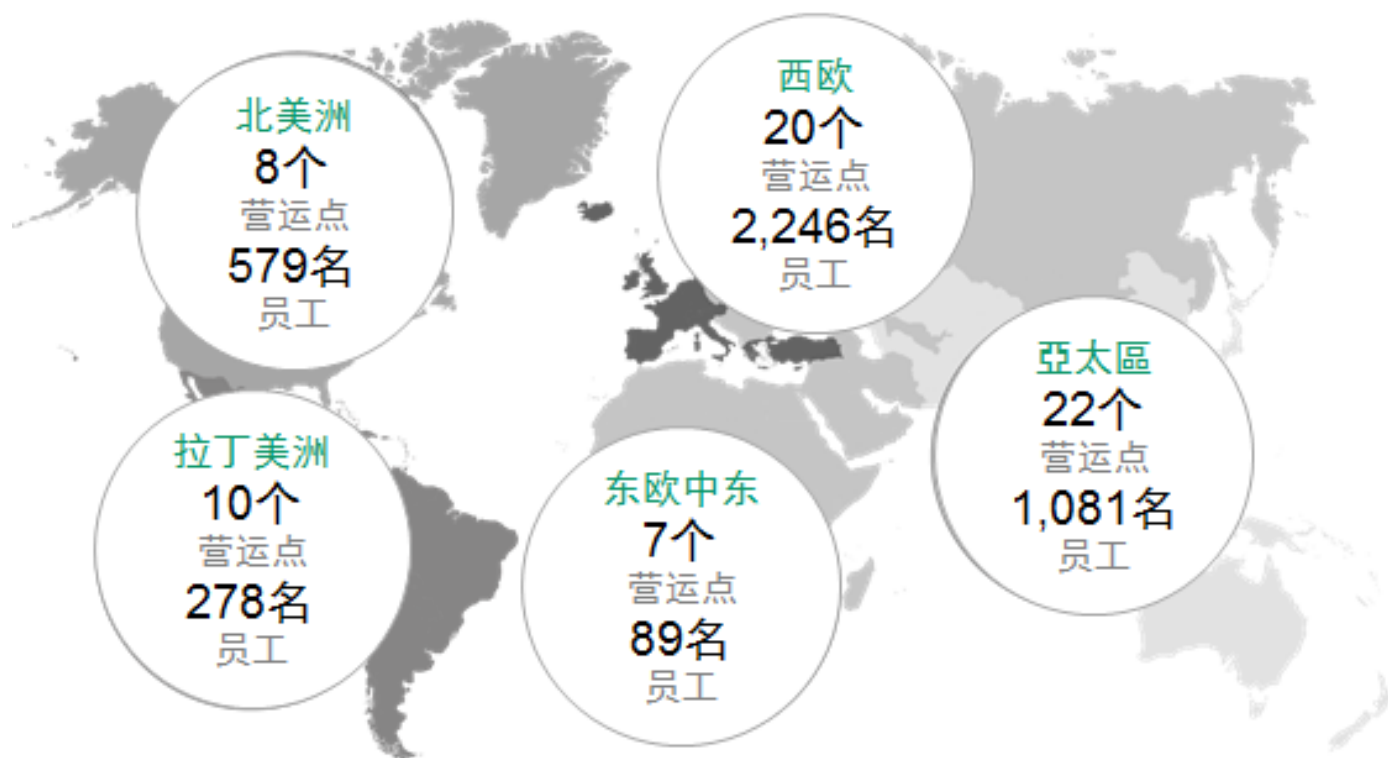 北美洲
8个
营运点
579名
员工
西欧
20个
营运点
2,246名
员工
亞太區
22个
营运点
1,081名
员工
拉丁美洲
10个
营运点
278名
员工
东欧中东
7个
营运点
89名
员工